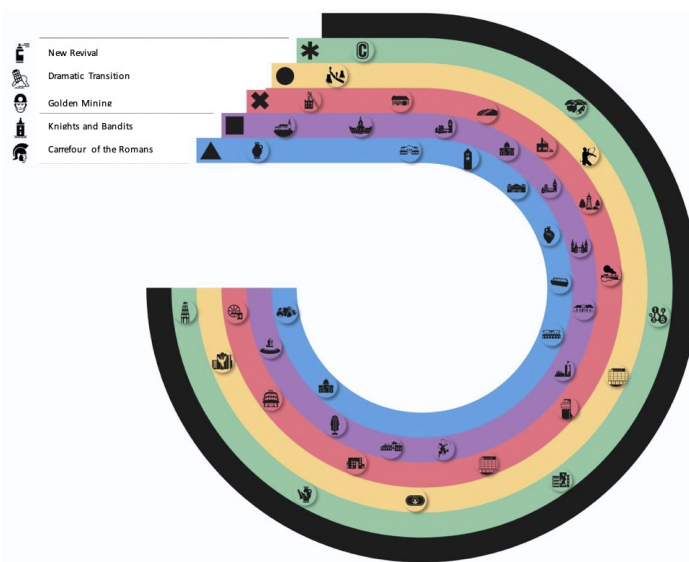 New Revival
Dramatic Transition
Golden Mining
Knights and Bandits
Carrefour of the Romans
C